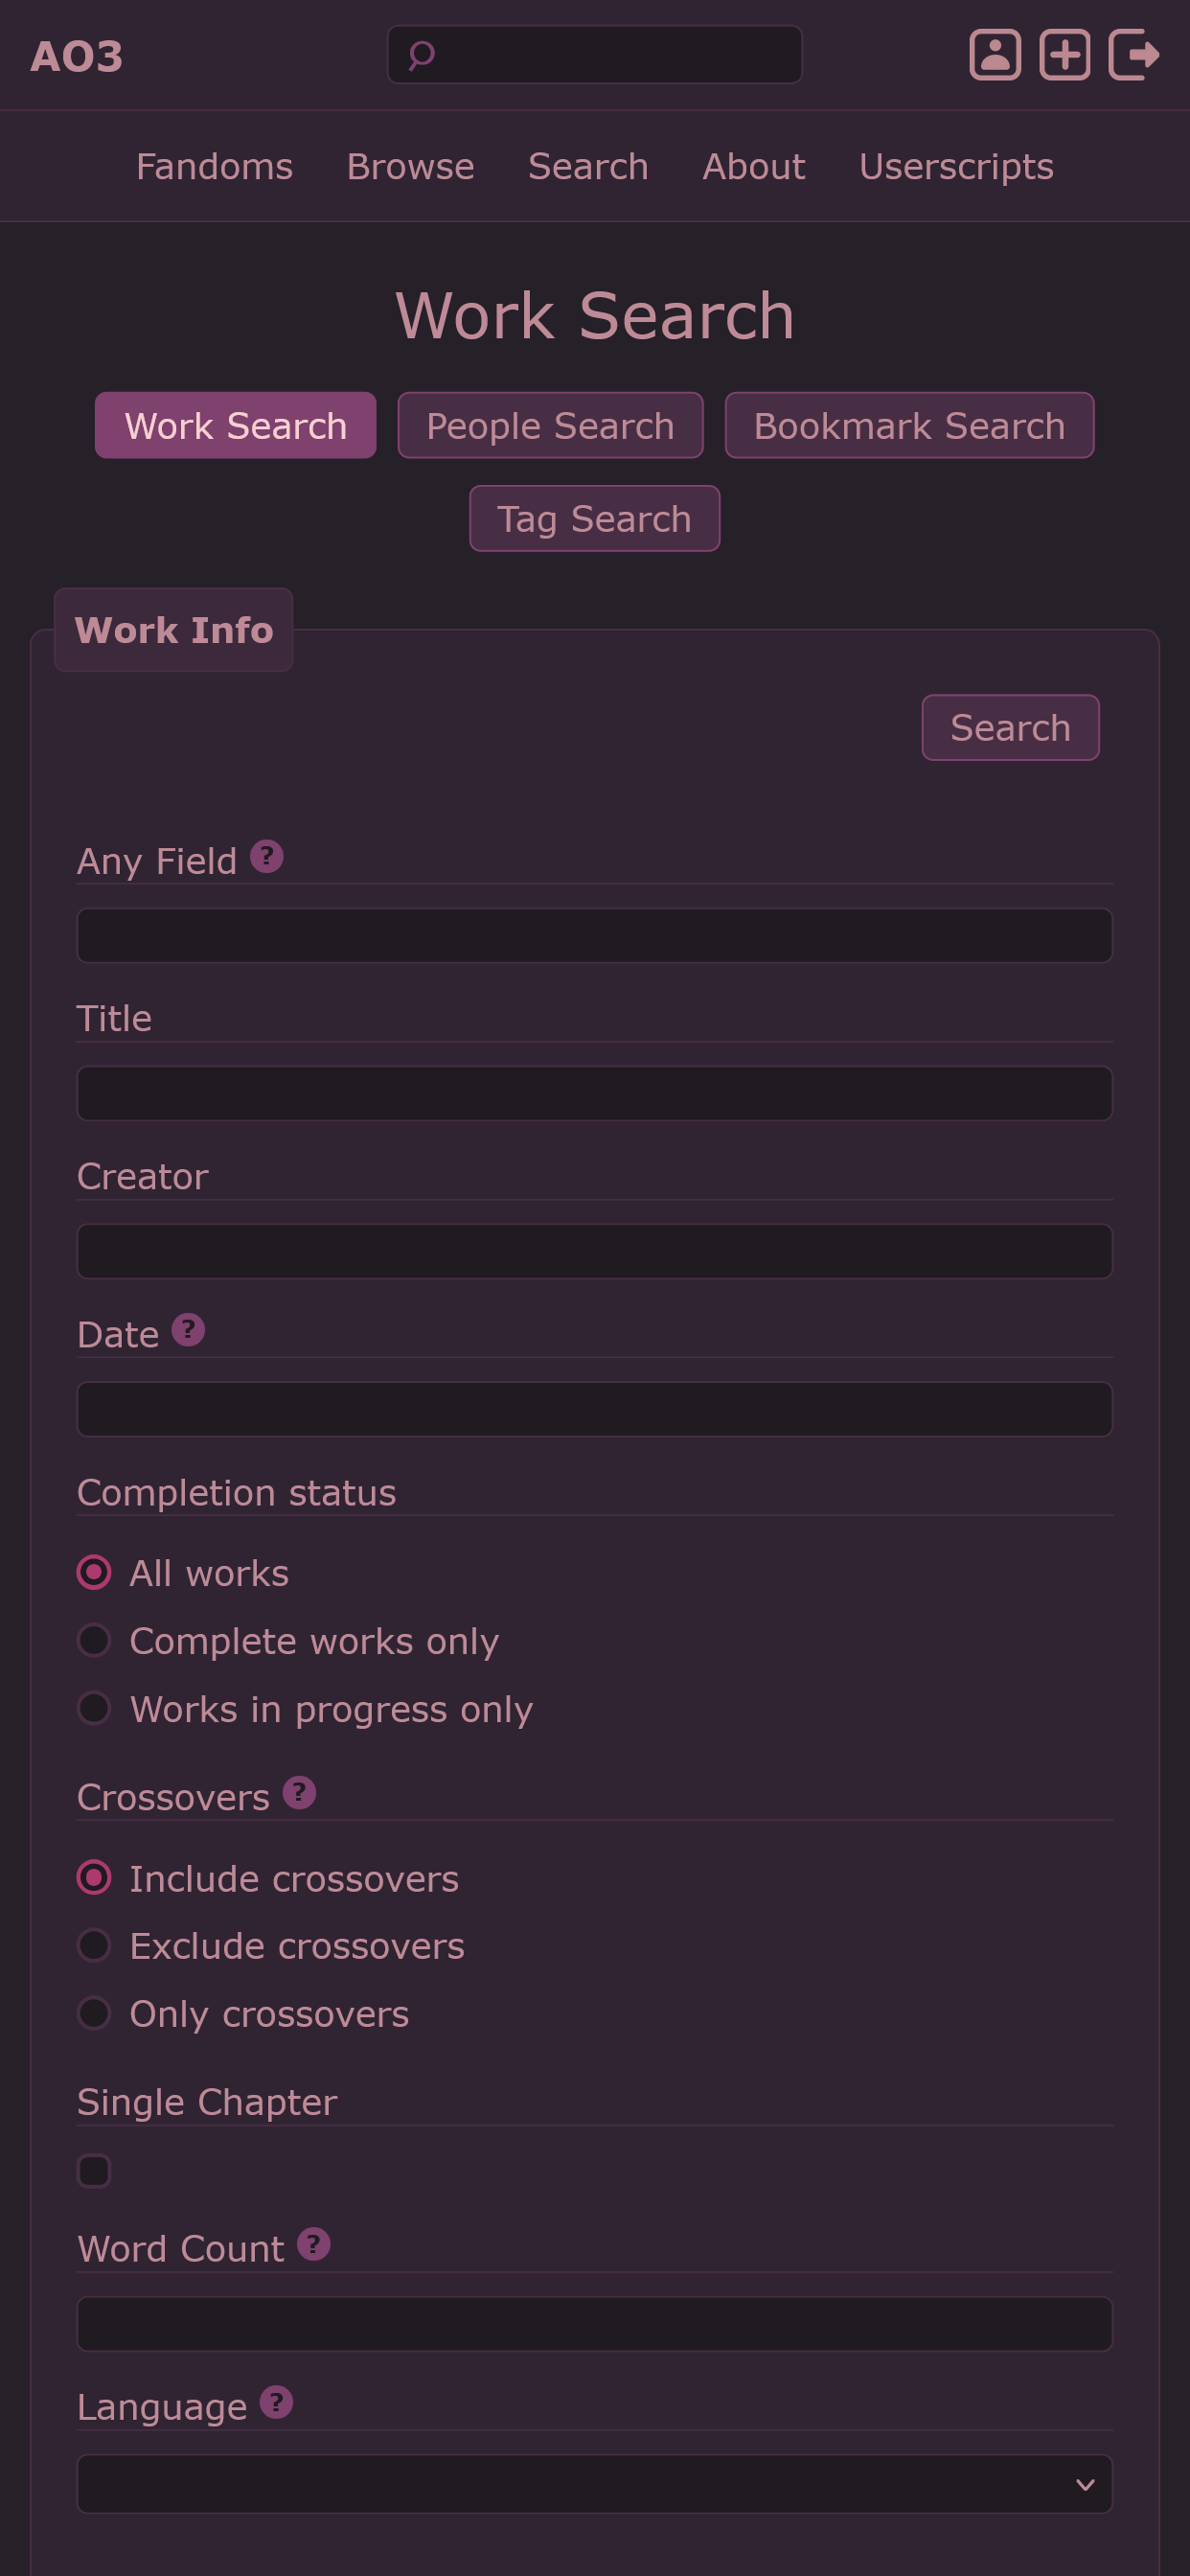 AO3
Fandoms Browse Search About Userscripts
Work Search
Work Search People Search Bookmark Search
Tag Search
Work Info
Search
Any Field ?
Title
Creator
Date ?
Completion status
All works
Complete works only
Works in progress only
Crossovers ?
Include crossovers
Exclude crossovers
Only crossovers
Single Chapter
Word Count ?
Language ?